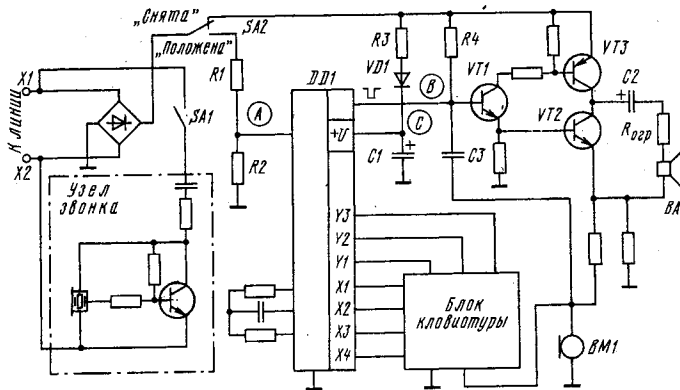 „Снята"
„Положена"
SA2
R3
R4
VT3
X1
R1
VD1
VT1
C2
DD1
B
К линии
SA1
A
C
VT2
+U
Rогр
X2
R2
C1
C3
BA
Узел
звонка
Y3
Y2
Y1
X1
X2
X3
X4
Блок
клавиатуры
BM1